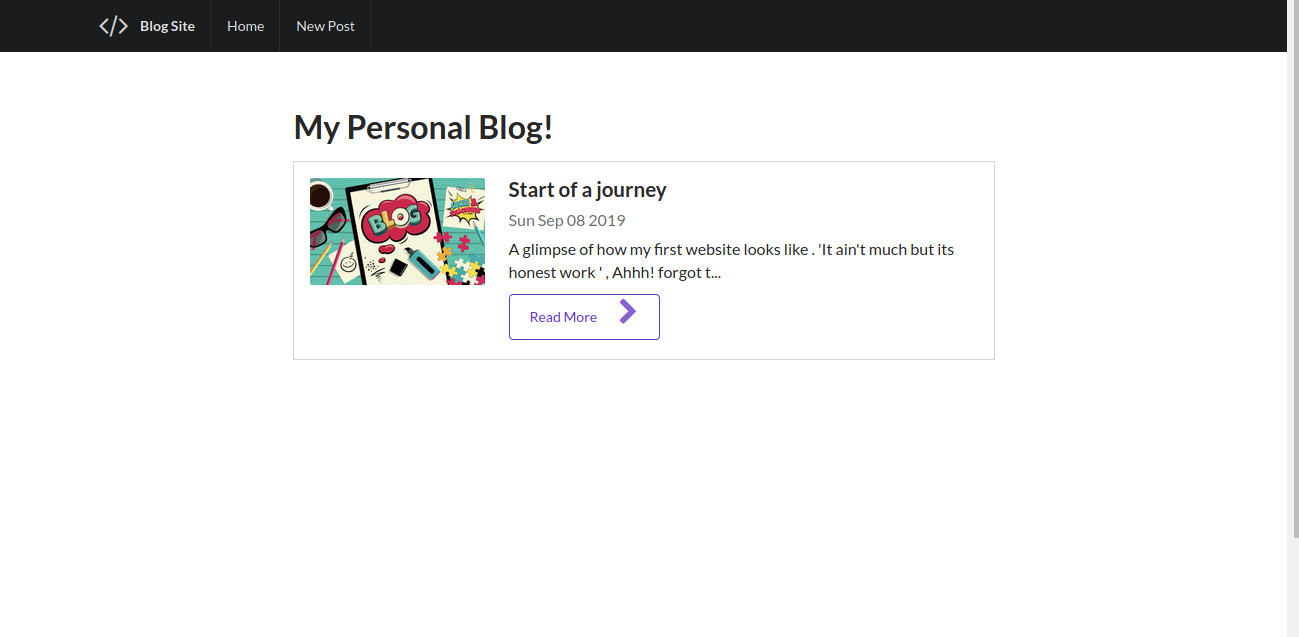 </> Blog Site Home New Post
My Personal Blog!
BLOG
Start of a journey
Sun Sep 08 2019
A glimpse of how my first website looks like . 'It ain't much but its
honest work ' , Ahhh! forgot t...
Read More